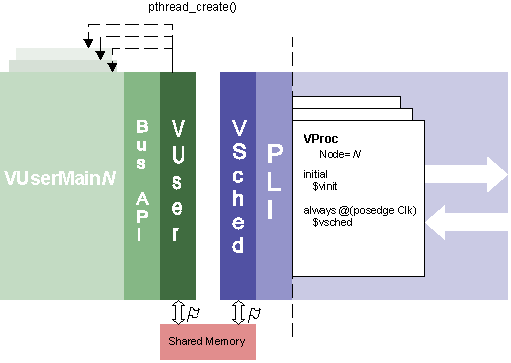 pthread_create()
VUserMainN
Bus API
VUser
VSched
PLI
VProc
Node= N
initial
$vinit
always @(posedge Clk)
$vsched
Shared Memory